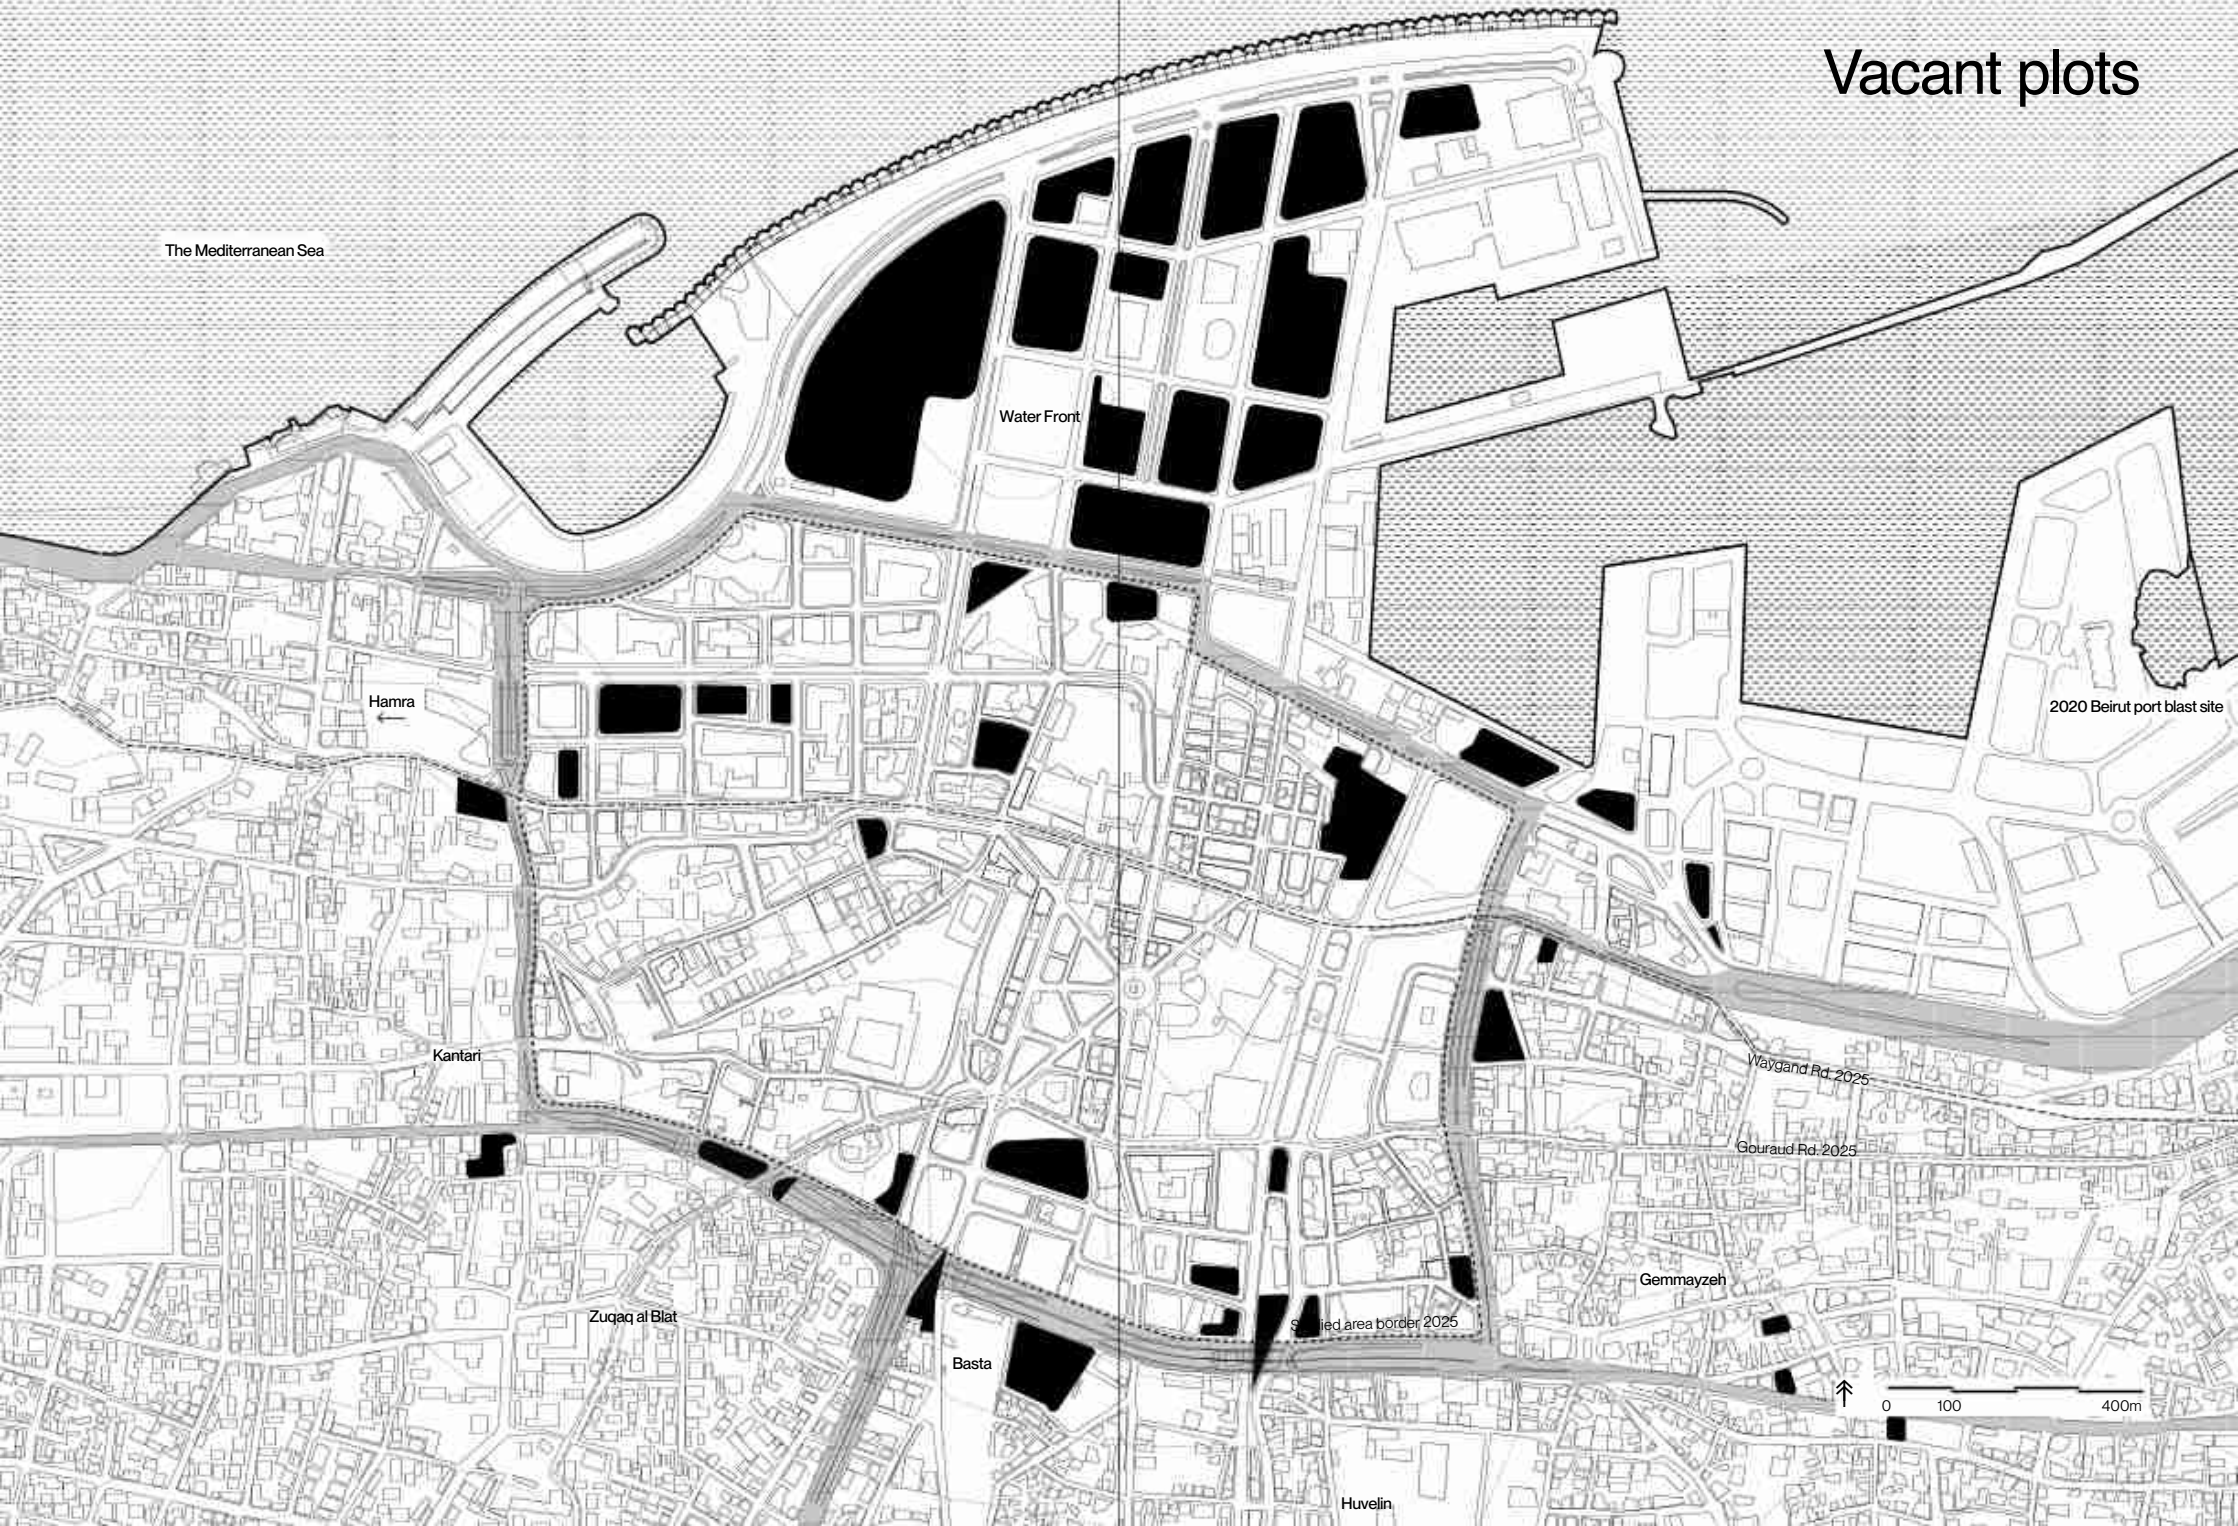 Vacant plots
The Mediterranean Sea
Water Front
Hamra
2020 Beirut port blast site
Kantari
Waygand Rd. 2025
Gouraud Rd. 2025
Gemmayzeh
Zuqaq al Blat
area border 2025
Basta
0 100 400m
Huvelin